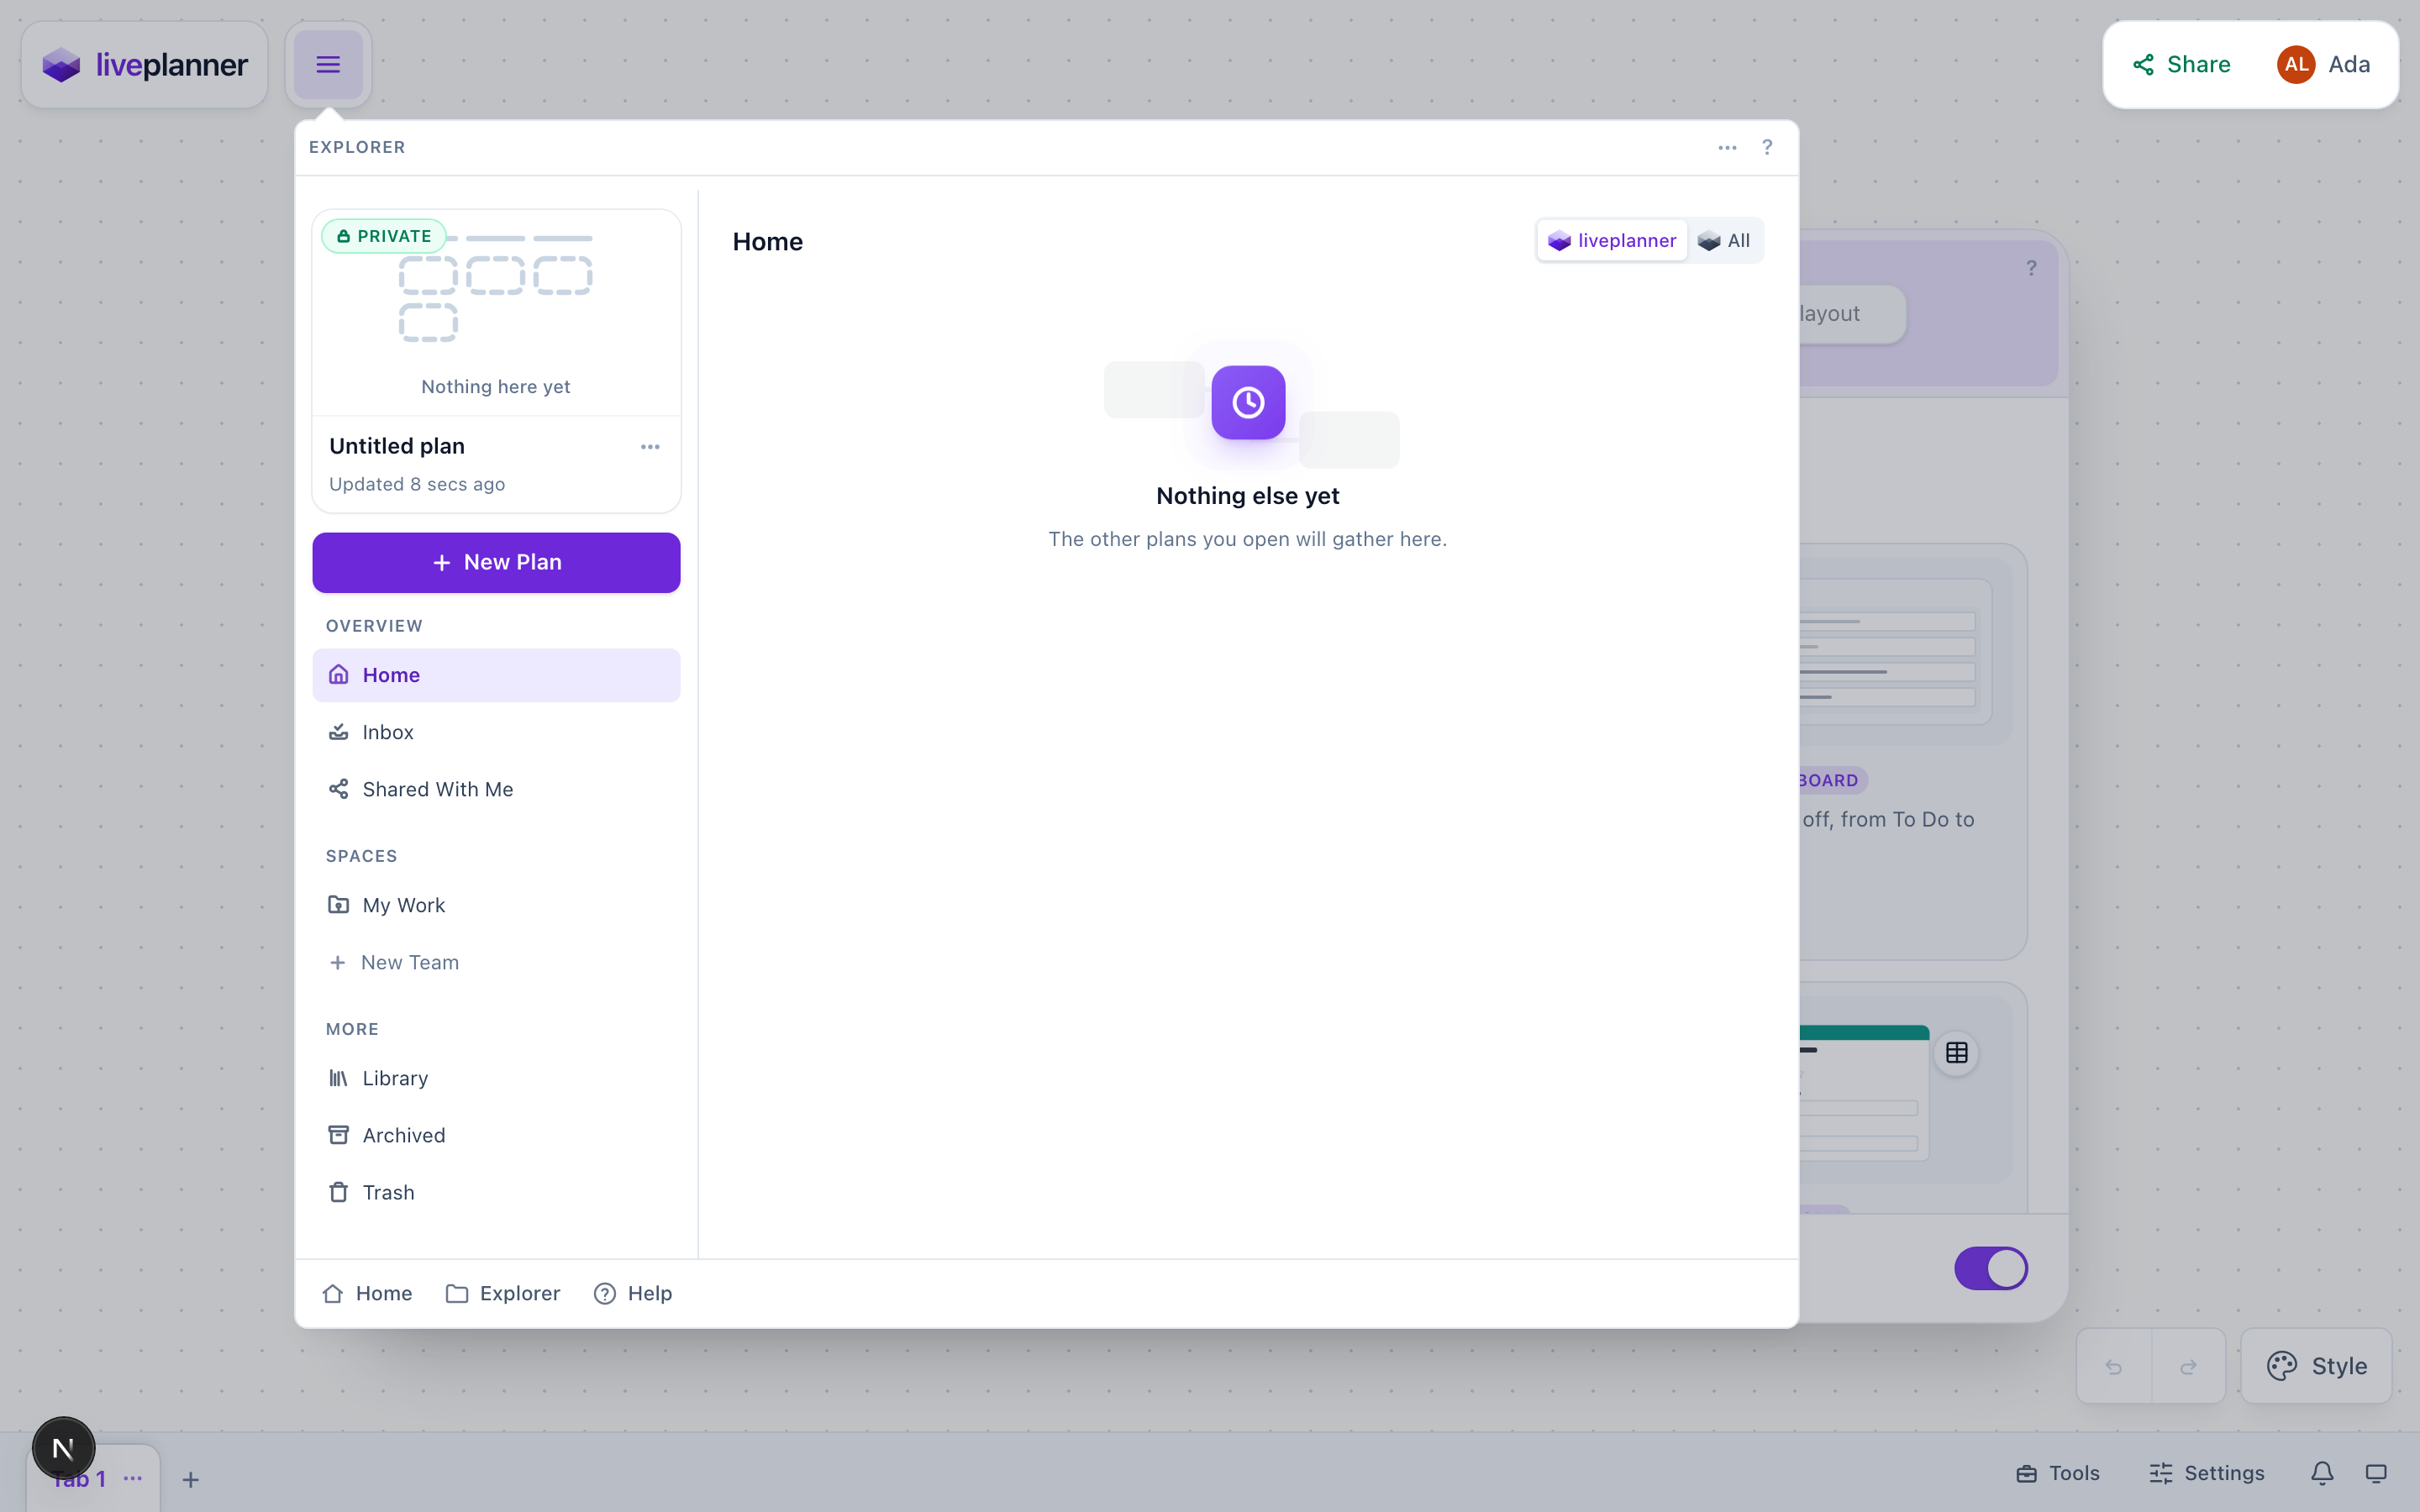 liveplanner
Share
AL
Ada
EXPLORER
?
PRIVATE
Nothing here yet
Untitled plan
Updated 8 secs ago
+ New Plan
OVERVIEW
Home
Inbox
Shared With Me
SPACES
My Work
+ New Team
MORE
Library
Archived
Trash
Home
liveplanner
All
Nothing else yet
The other plans you open will gather here.
Home
Explorer
Help
?
layout
BOARD
off, from To Do to
Style
N
Tab 1
+
Tools
Settings